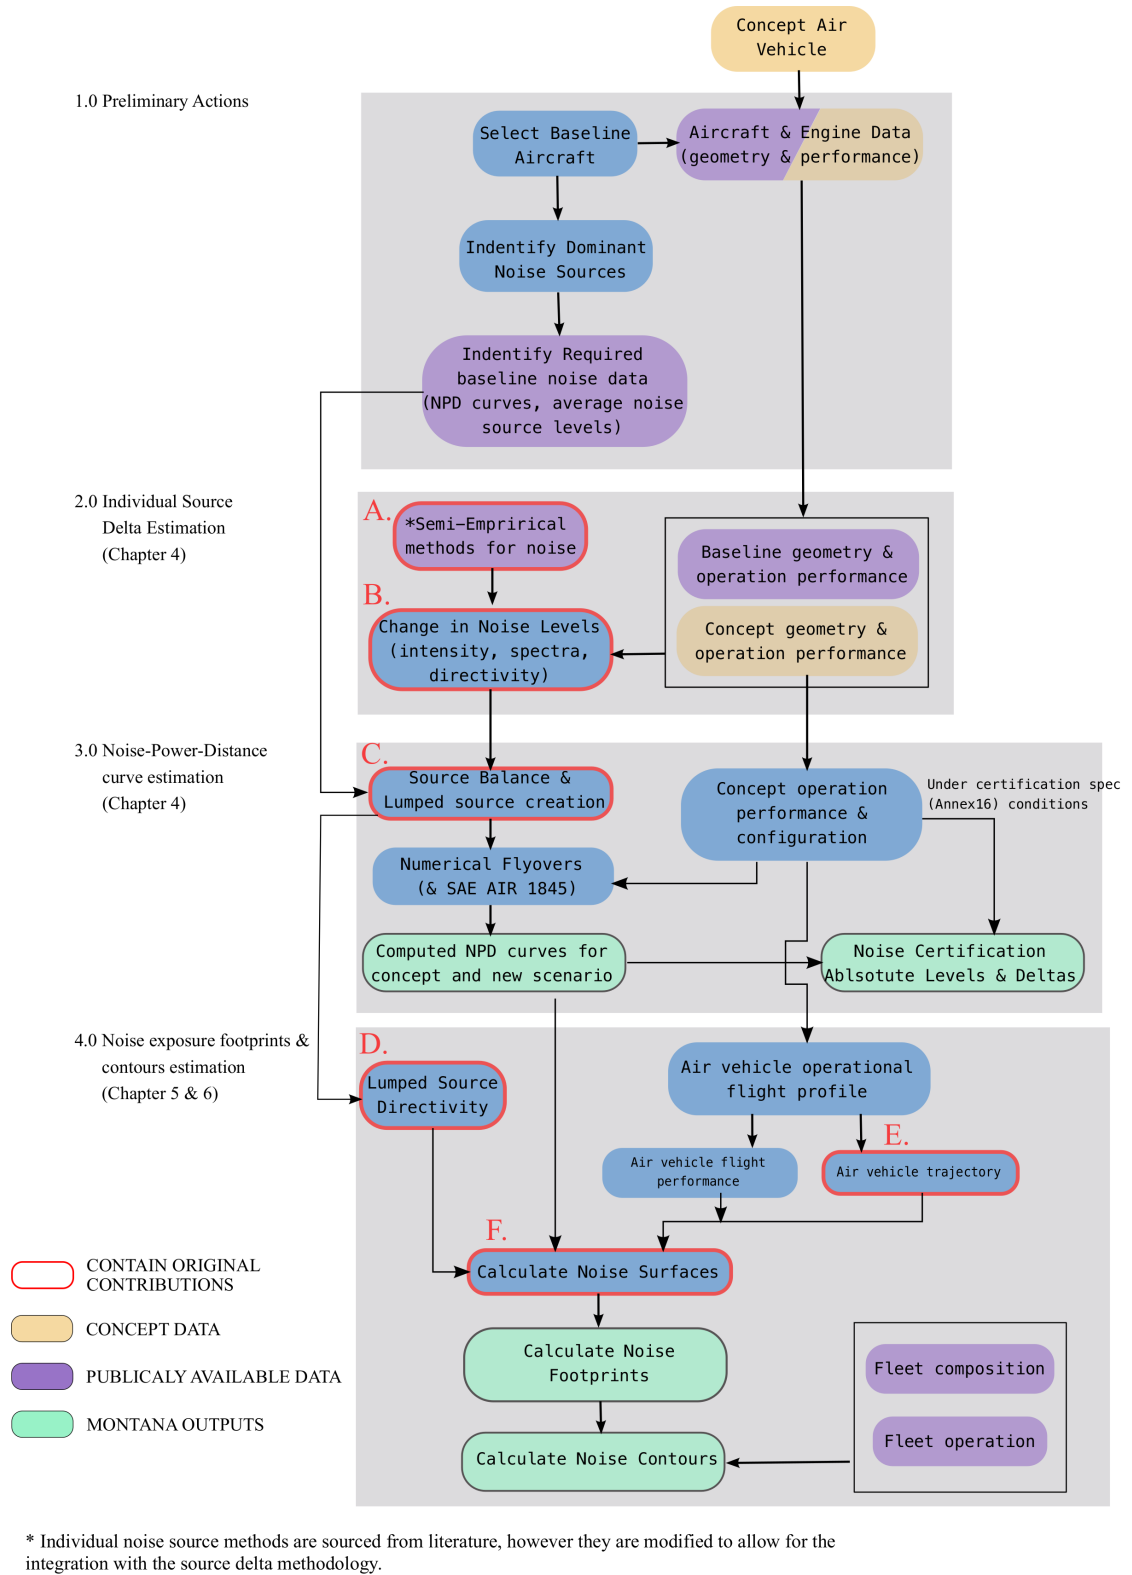 Concept Air
Vehicle
1.0 Preliminary Actions
Select Baseline
Aircraft
Aircraft & Engine Data
(geometry & performance)
Indentify Dominant
Noise Sources
Indentify Required
baseline noise data
(NPD curves, average noise
source levels)
2.0 Individual Source
Delta Estimation
(Chapter 4)
A.
*Semi-Emprirical
methods for noise
Baseline geometry &
operation performance
B.
Change in Noise Levels
(intensity, spectra,
directivity)
Concept geometry &
operation performance
3.0 Noise-Power-Distance
curve estimation
(Chapter 4)
C.
Source Balance &
Lumped source creation
Concept operation
performance &
configuration
Under certification spec
(Annex16) conditions
Numerical Flyovers
(& SAE AIR 1845)
Computed NPD curves for
concept and new scenario
Noise Certification
Ablsotute Levels & Deltas
4.0 Noise exposure footprints &
contours estimation
(Chapter 5 & 6)
D.
Lumped Source
Directivity
Air vehicle operational
flight profile
E.
Air vehicle flight
performance
Air vehicle trajectory
F.
Calculate Noise Surfaces
CONTAIN ORIGINAL
CONTRIBUTIONS
CONCEPT DATA
PUBLICALY AVAILABLE DATA
MONTANA OUTPUTS
Calculate Noise
Footprints
Fleet composition
Fleet operation
Calculate Noise Contours
* Individual noise source methods are sourced from literature, however they are modified to allow for the
integration with the source delta methodology.